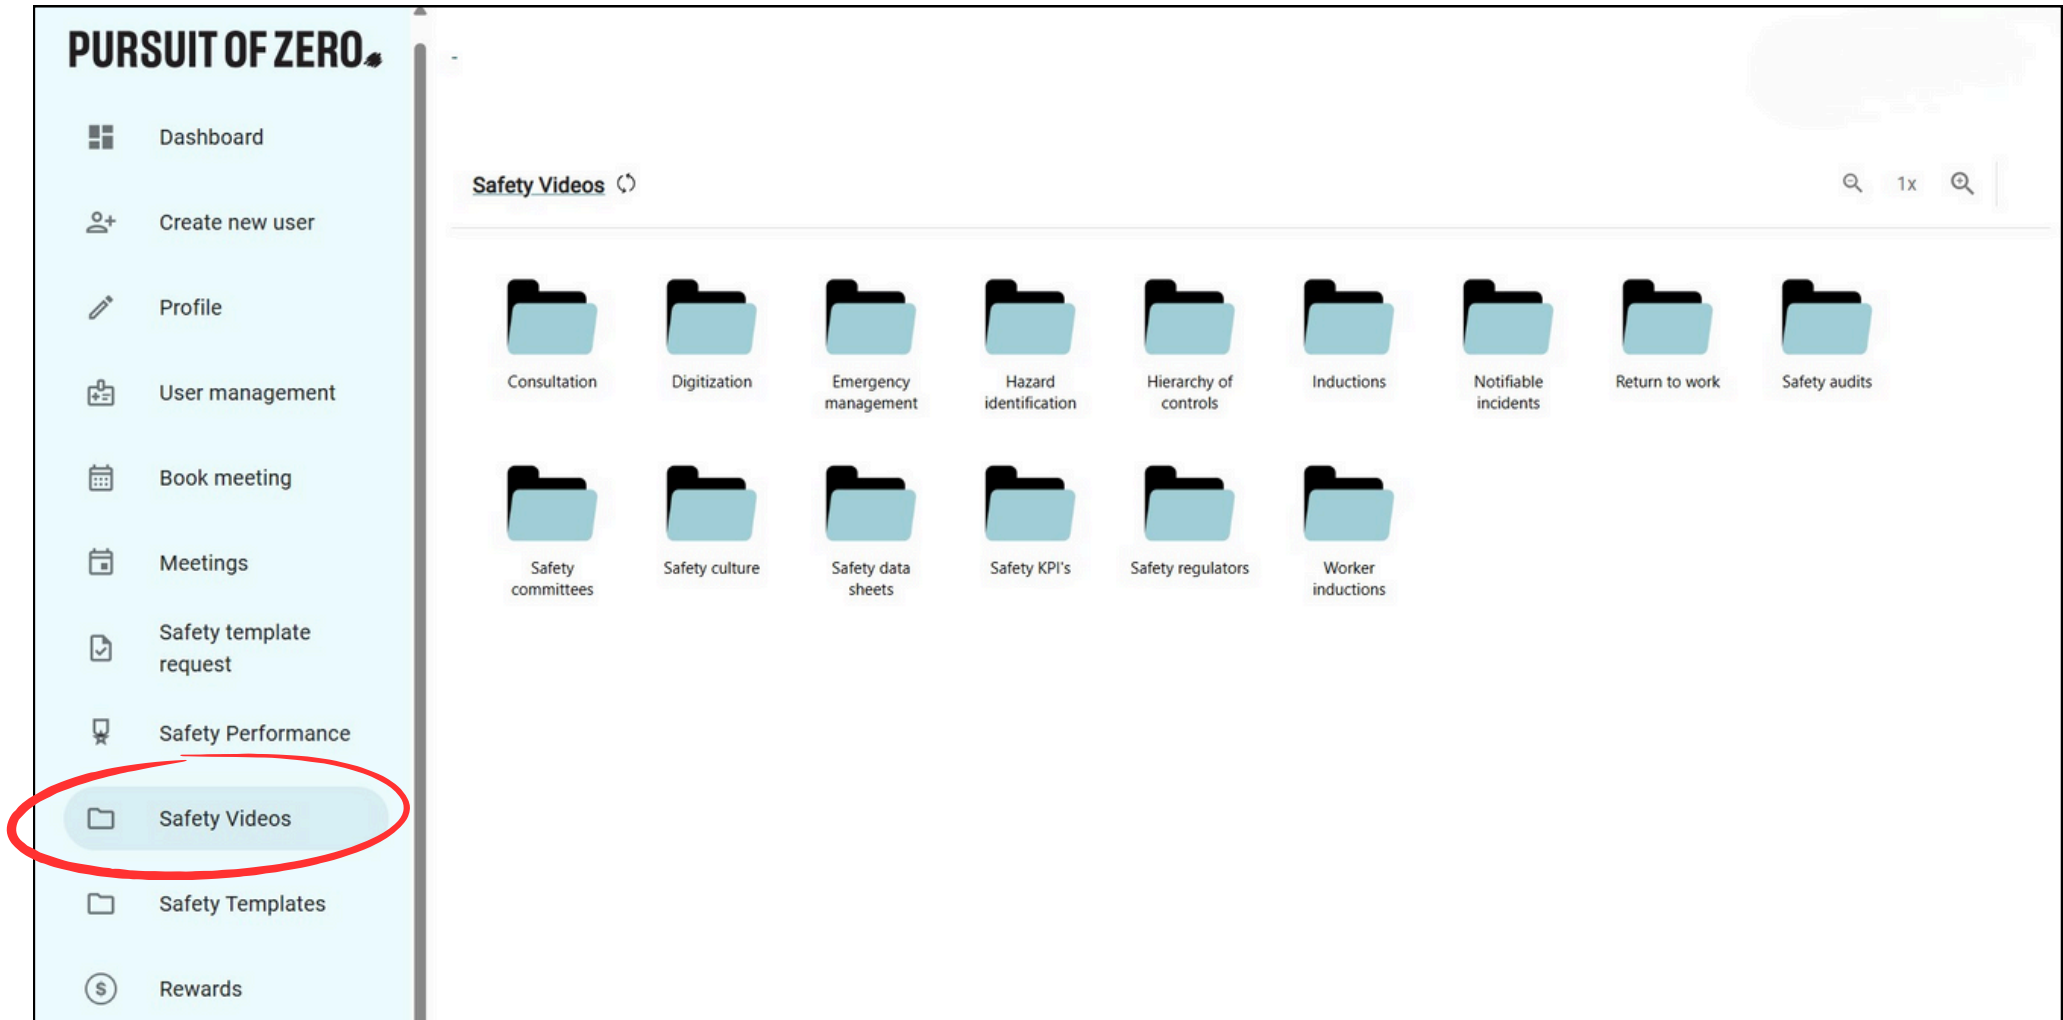 PURSUIT OF ZERO
-
Dashboard
Create new user
Profile
User management
Book meeting
Meetings
Safety template
request
Safety Performance
Safety Videos
Safety Templates
$
Rewards
Safety Videos
1x
Consultation
Digitization
Emergency
management
Hazard
identification
Hierarchy of
controls
Inductions
Notifiable
incidents
Return to work
Safety audits
Safety
committees
Safety culture
Safety data
sheets
Safety KPI's
Safety regulators
Worker
inductions